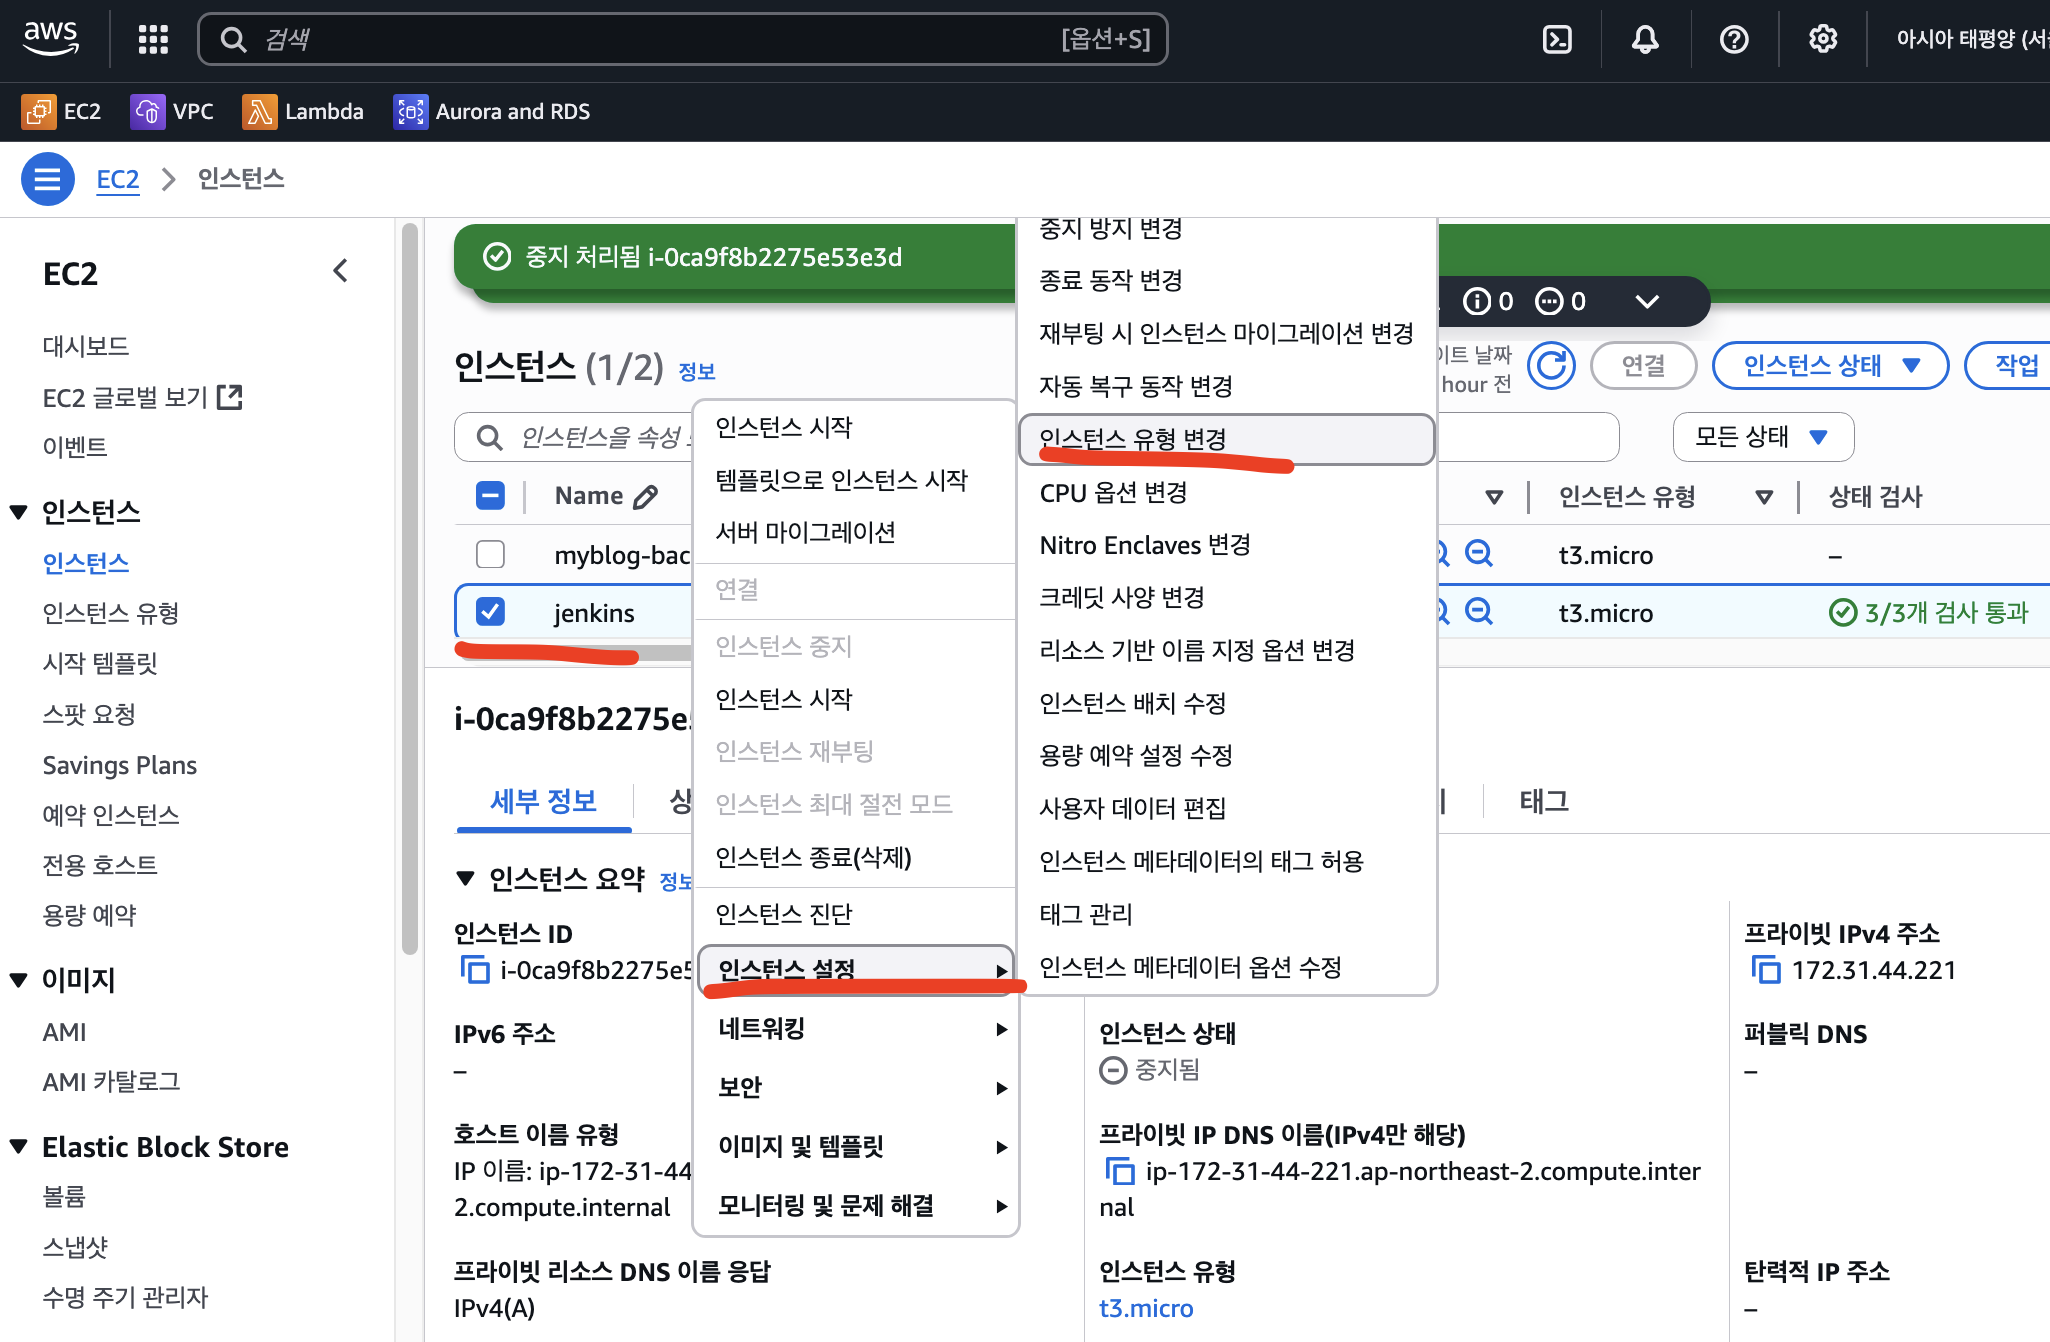 aws
검색
[옵션+S]
아시아 태평양 (서울
EC2
VPC
Lambda
Aurora and RDS
EC2
인스턴스
EC2
대시보드
EC2 글로벌 보기
이벤트
인스턴스
인스턴스
인스턴스 유형
시작 템플릿
스팟 요청
Savings Plans
예약 인스턴스
전용 호스트
용량 예약
이미지
AMI
AMI 카탈로그
Elastic Block Store
볼륨
스냅샷
수명 주기 관리자
중지 처리됨 i-0ca9f8b2275e53e3d
0
0
인스턴스 (1/2) 정보
이트 날짜
hour 전
연결
인스턴스 상태
작업
인스턴스을 속성
모든 상태
Name
인스턴스 유형
상태 검사
myblog-bac
t3.micro
–
jenkins
t3.micro
3/3개 검사 통과
인스턴스 시작
템플릿으로 인스턴스 시작
서버 마이그레이션
연결
인스턴스 중지
인스턴스 시작
인스턴스 재부팅
인스턴스 최대 절전 모드
인스턴스 종료(삭제)
인스턴스 진단
인스턴스 설정
네트워킹
보안
이미지 및 템플릿
모니터링 및 문제 해결
중지 방지 변경
종료 동작 변경
재부팅 시 인스턴스 마이그레이션 변경
자동 복구 동작 변경
인스턴스 유형 변경
CPU 옵션 변경
Nitro Enclaves 변경
크레딧 사양 변경
리소스 기반 이름 지정 옵션 변경
인스턴스 배치 수정
용량 예약 설정 수정
사용자 데이터 편집
인스턴스 메타데이터의 태그 허용
태그 관리
인스턴스 메타데이터 옵션 수정
i-0ca9f8b2275e5
세부 정보
상
태그
인스턴스 요약 정보
인스턴스 ID
i-0ca9f8b2275e5
프라이빗 IPv4 주소
172.31.44.221
IPv6 주소
–
인스턴스 상태
중지됨
퍼블릭 DNS
–
호스트 이름 유형
IP 이름: ip-172-31-44
2.compute.internal
프라이빗 IP DNS 이름(IPv4만 해당)
ip-172-31-44-221.ap-northeast-2.compute.inter
nal
프라이빗 리소스 DNS 이름 응답
IPv4(A)
인스턴스 유형
t3.micro
탄력적 IP 주소
–